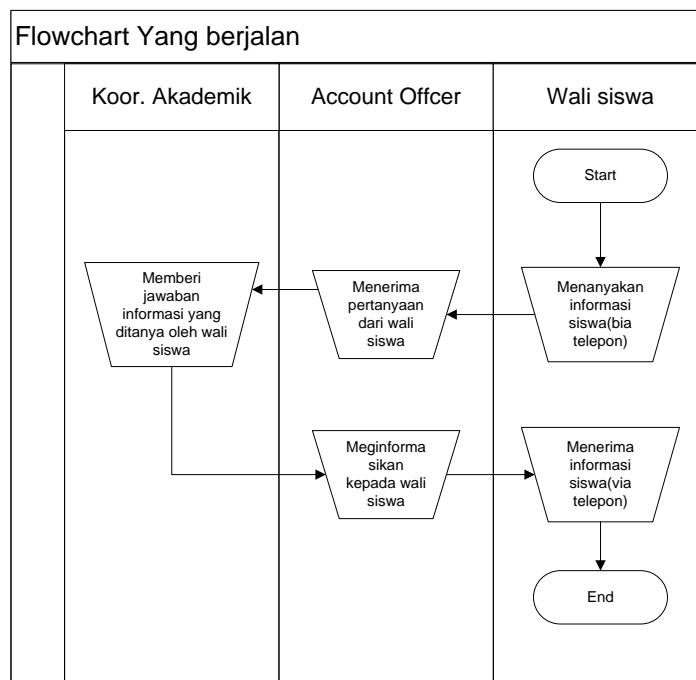 Flowchart Yang berjalan
Koor. Akademik
Account Offcer
Wali siswa
Start
Menanyakan
informasi
siswa(bia
telepon)
Menerima
pertanyaan
dari wali
siswa
Memberi
jawaban
informasi yang
ditanya oleh wali
siswa
Meginforma
sikan
kepada wali
siswa
Menerima
informasi
siswa(via
telepon)
End